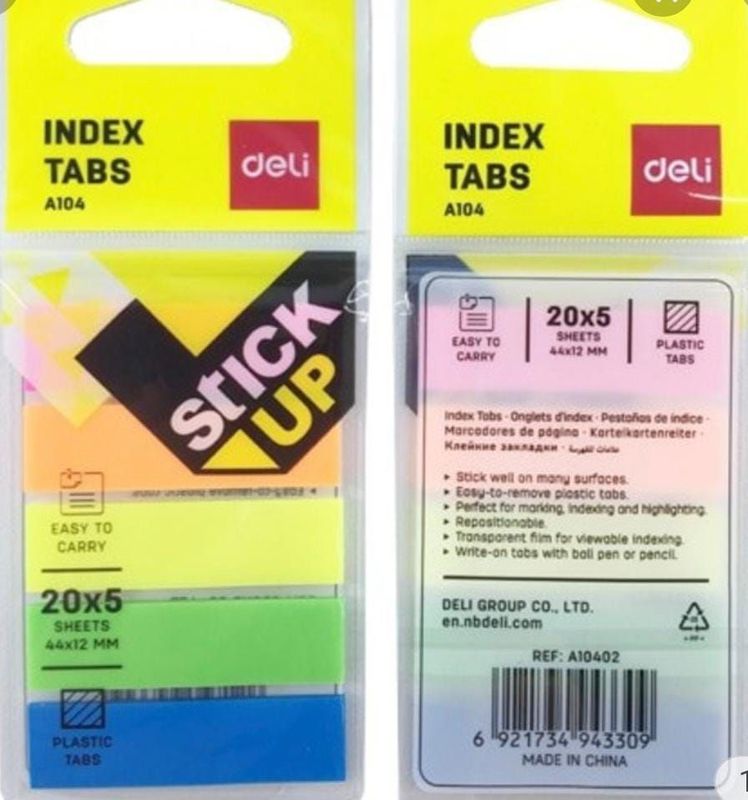 INDEX
TABS
A104
deli
STICK
UP
EASY TO
CARRY
20x5
SHEETS
44x12 MM
PLASTIC
TABS
INDEX
TABS
A104
deli
EASY TO
CARRY
20x5
SHEETS
44x12 MM
PLASTIC
TABS
Index Tabs · Onglets d'index · Pestañas de índice ·
Marcadores de página · Karteikartenreiter ·
Клейкие закладки ·
▸ Stick well on many surfaces.
▸ Easy-to-remove plastic tabs.
▸ Perfect for marking, indexing and highlighting.
▸ Repositionable.
▸ Transparent film for viewable indexing.
▸ Write-on tabs with ball pen or pencil.
DELI GROUP CO., LTD.
en.nbdeli.com
REF: A10402
6 921734 943309
MADE IN CHINA
1